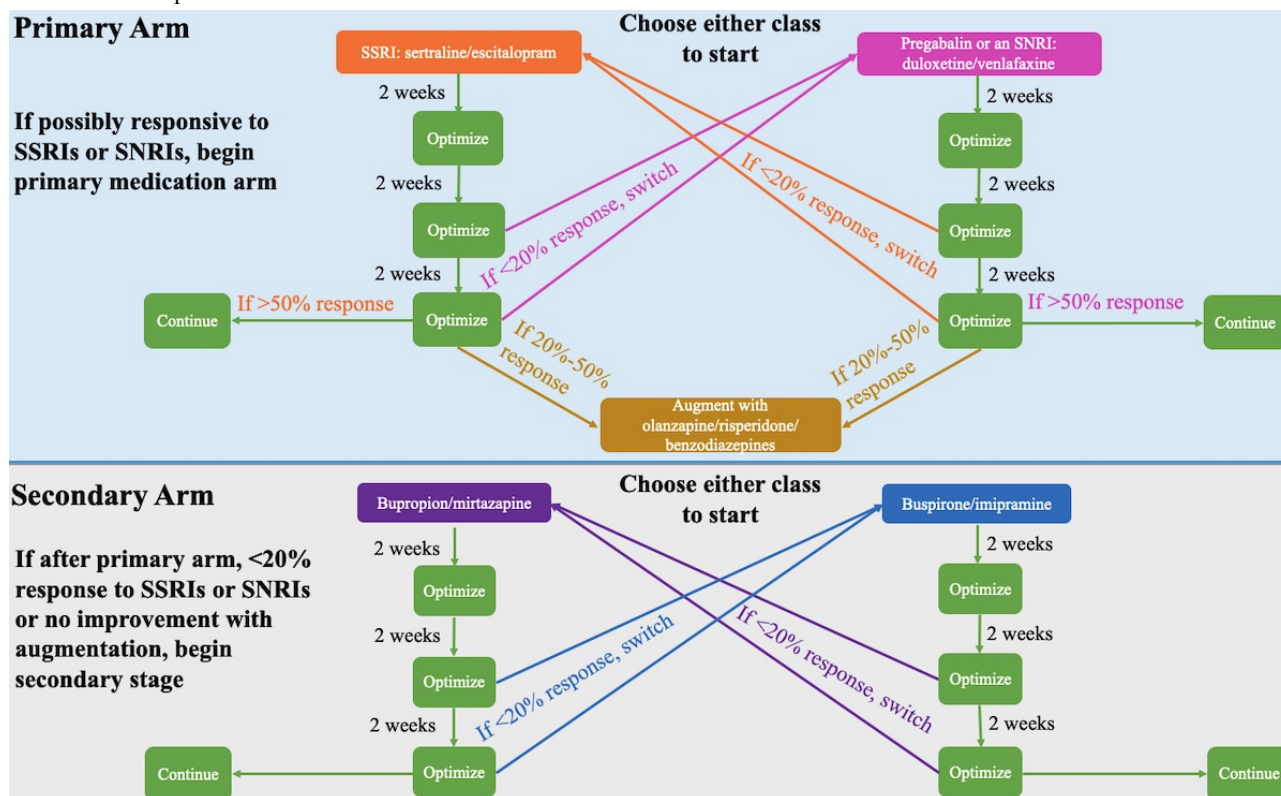 Primary Arm
Choose either class
to start
SSRI: sertraline/escitalopram
Pregabalin or an SNRI:
duloxetine/venlafaxine
If possibly responsive to
SSRIs or SNRIs, begin
primary medication arm
2 weeks
Optimize
2 weeks
Optimize
2 weeks
Optimize
If >50% response
Continue
If <20% response, switch
If <20% response, switch
2 weeks
Optimize
2 weeks
Optimize
2 weeks
Optimize
If >50% response
Continue
If 20%-50%
response
If 20%-50%
response
Augment with
olanzapine/risperidone/
benzodiazepines
Secondary Arm
Choose either class
to start
Bupropion/mirtazapine
Buspirone/imipramine
If after primary arm, <20%
response to SSRIs or SNRIs
or no improvement with
augmentation, begin
secondary stage
2 weeks
Optimize
2 weeks
Optimize
2 weeks
Optimize
Continue
If <20% response, switch
If <20% response, switch
2 weeks
Optimize
2 weeks
Optimize
2 weeks
Optimize
Continue